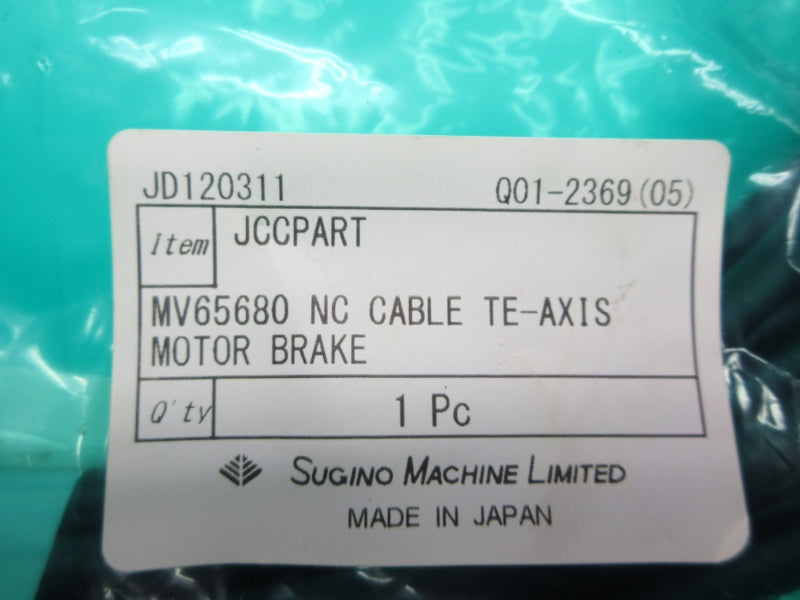 JD120311 Q01-2369(05)
Item JCCPART
MV65680 NC CABLE TE-AXIS
MOTOR BRAKE
Q'ty 1 Pc
SUGINO MACHINE LIMITED
MADE IN JAPAN